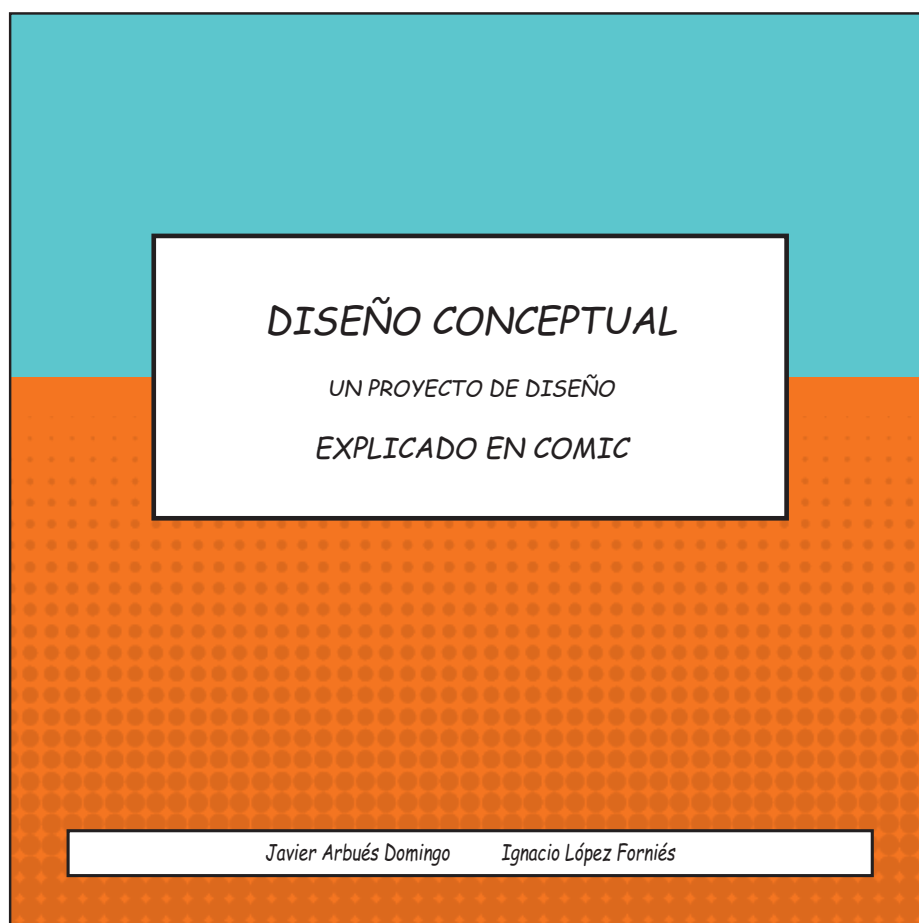 DISEÑO CONCEPTUAL
UN PROYECTO DE DISEÑO
EXPLICADO EN COMIC
Javier Arbués Domingo Ignacio López Forniés